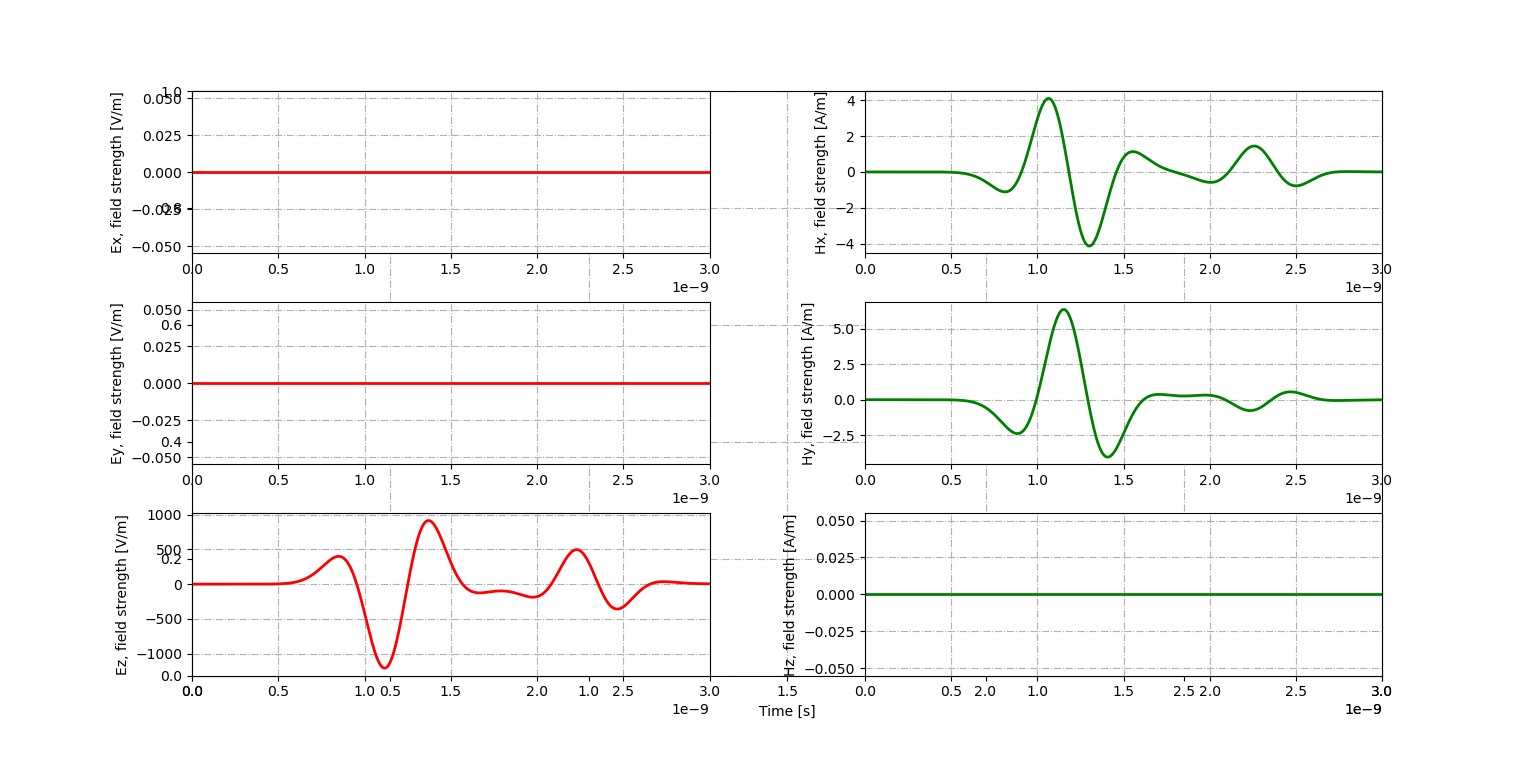 Ex, field strength [V/m]
1.0
0.050
0.025
0.000
−0.025
0.8
−0.050
0.0 0.5 1.0 1.5 2.0 2.5 3.0
1e−9
Hx, field strength [A/m]
4
2
0
−2
−4
0.0 0.5 1.0 1.5 2.0 2.5 3.0
1e−9
Ey, field strength [V/m]
0.050
0.6
0.025
0.000
−0.025
0.4
−0.050
0.0 0.5 1.0 1.5 2.0 2.5 3.0
1e−9
Hy, field strength [A/m]
5.0
2.5
0.0
−2.5
0.0 0.5 1.0 1.5 2.0 2.5 3.0
1e−9
Ez, field strength [V/m]
1000
500
0.2
0
−500
−1000
0.0
0.0 0.5 1.0 0.5 1.5 2.0 1.0 2.5 3.0 1.5
1e−9
Hz, field strength [A/m]
0.050
0.025
0.000
−0.025
−0.050
0.0 0.5 2.0 1.0 1.5 2.5 2.0 2.5 3.0
1e−9
Time [s]